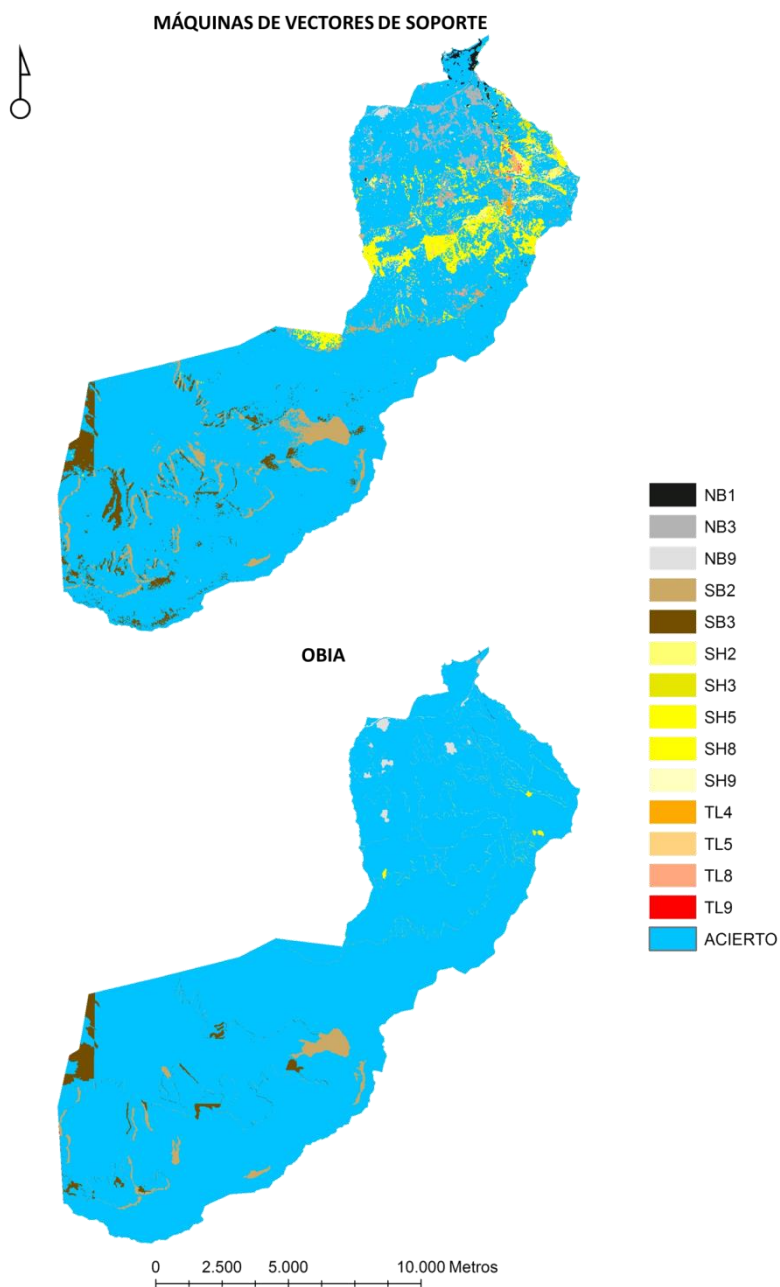 MÁQUINAS DE VECTORES DE SOPORTE
NB1
NB3
NB9
SB2
SB3
SH2
SH3
SH5
SH8
SH9
TL4
TL5
TL8
TL9
ACIERTO
OBIA
0 2.500 5.000 10.000 Metros